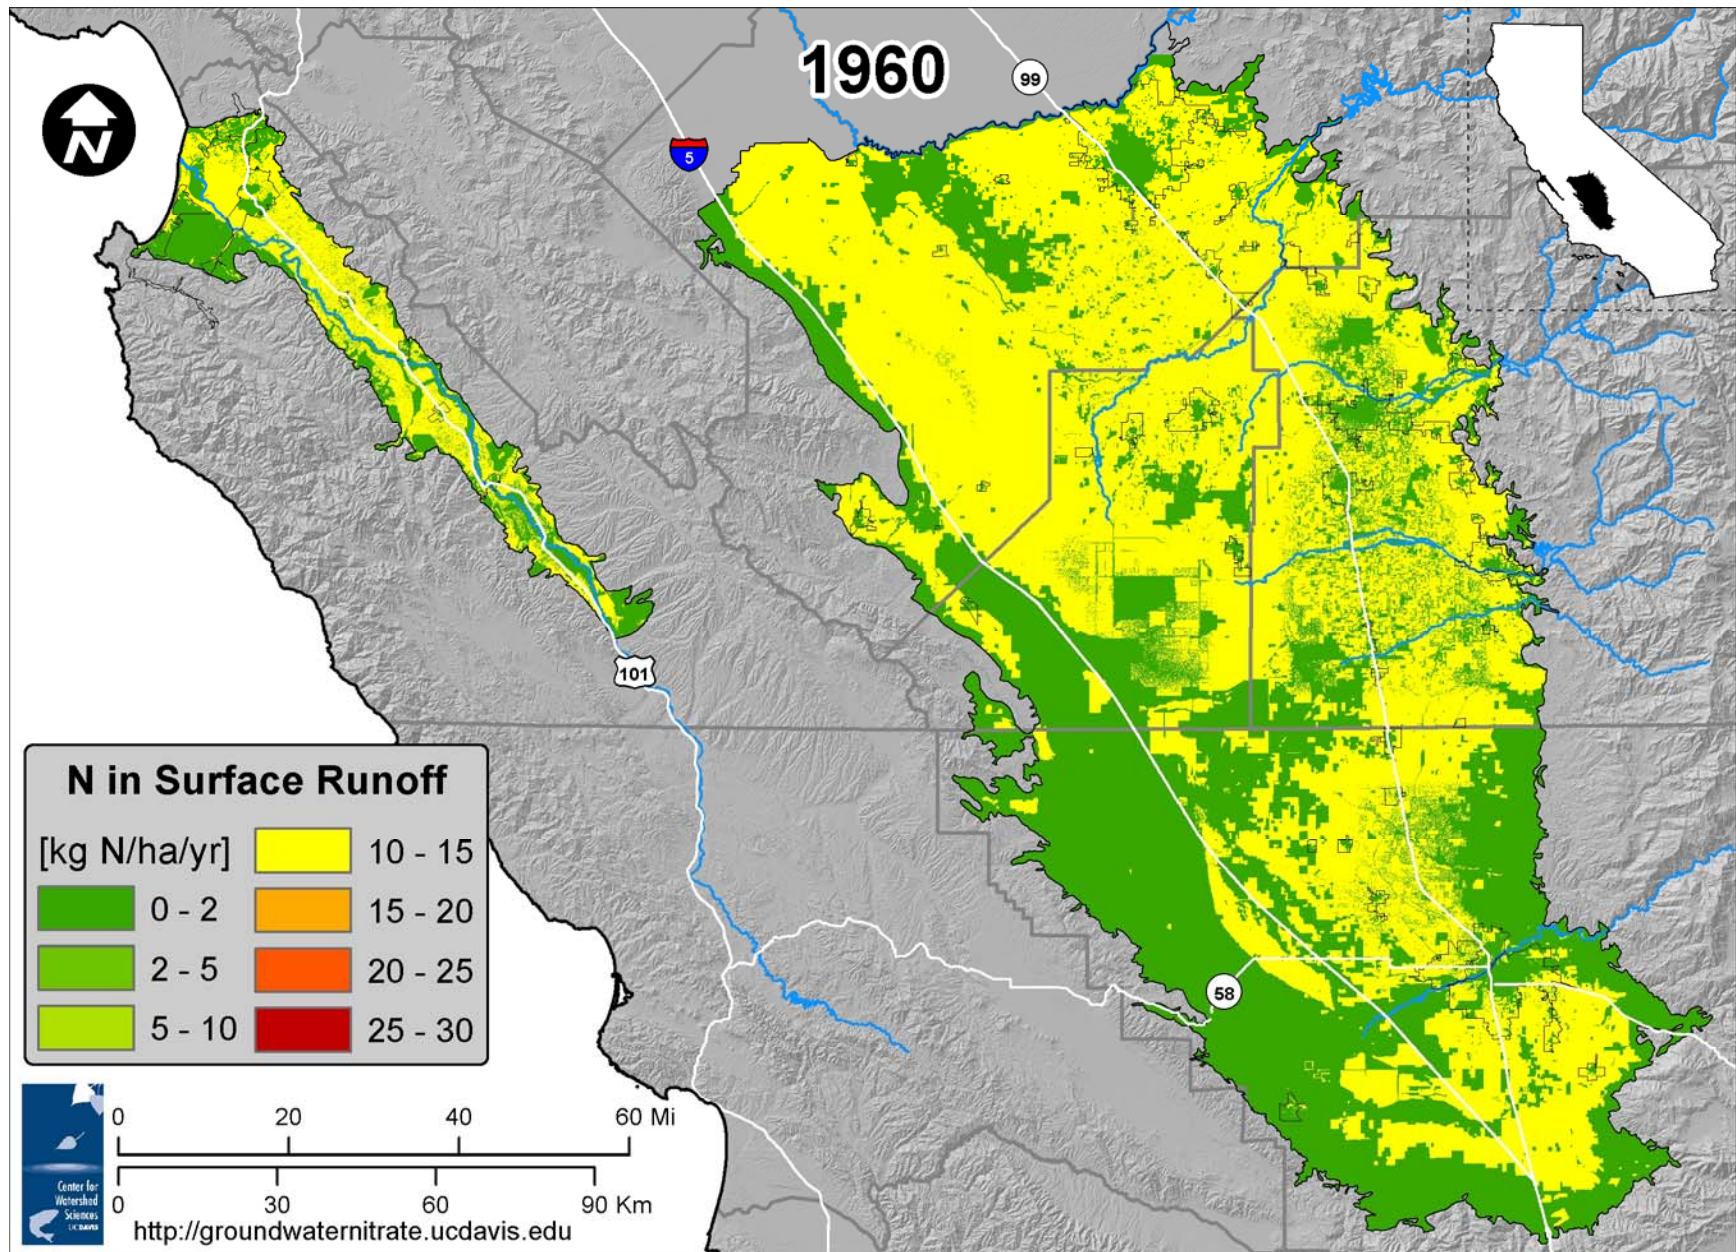 1960
99
N
5
101
N in Surface Runoff
[kg N/ha/yr]
10 - 15
0 - 2
15 - 20
2 - 5
20 - 25
5 - 10
25 - 30
58
0 20 40 60 Mi
0 30 60 90 Km
Center for
Watershed
Sciences
UC DAVIS
http://groundwaternitrate.ucdavis.edu